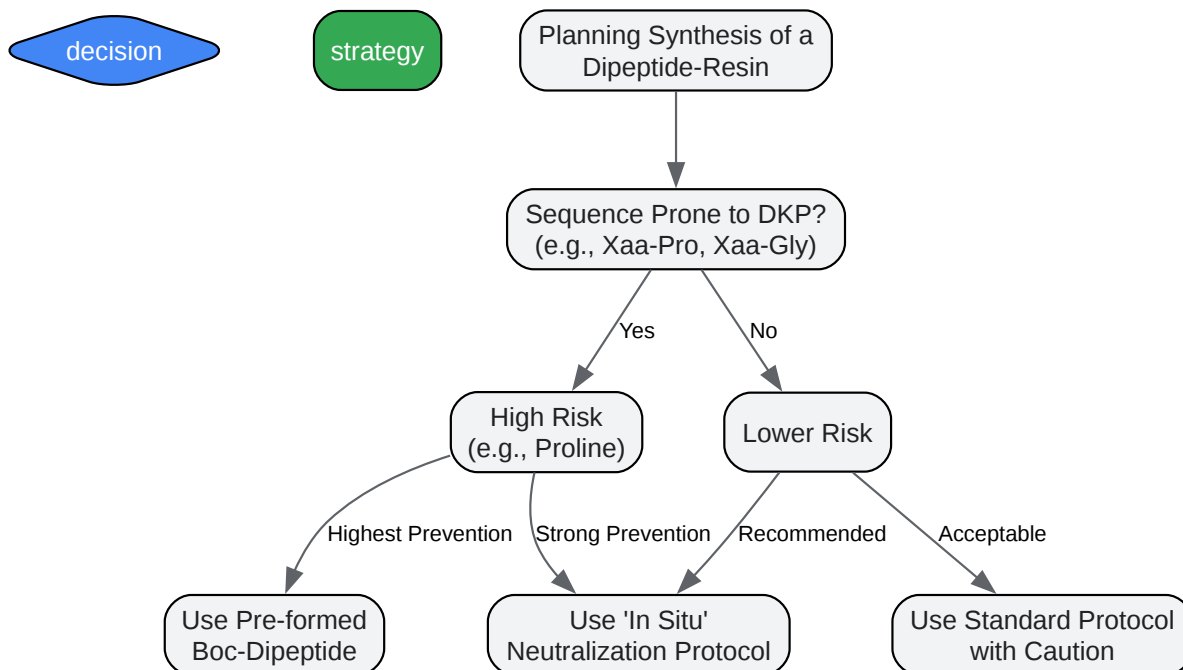 decision
strategy
Planning Synthesis of a
Dipeptide-Resin
Sequence Prone to DKP?
(e.g., Xaa-Pro, Xaa-Gly)
Yes
No
High Risk
(e.g., Proline)
Lower Risk
Highest Prevention
Strong Prevention
Recommended
Acceptable
Use Pre-formed
Boc-Dipeptide
Use 'In Situ'
Neutralization Protocol
Use Standard Protocol
with Caution